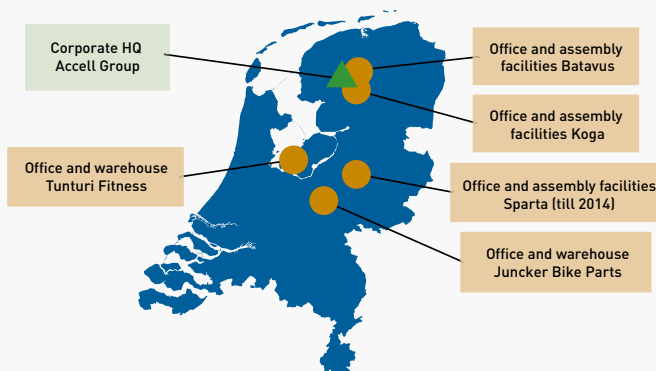 Corporate HQ
Accell Group
Office and assembly
facilities Batavus
Office and assembly
facilities Koga
Office and warehouse
Tunturi Fitness
Office and assembly facilities
Sparta (till 2014)
Office and warehouse
Juncker Bike Parts